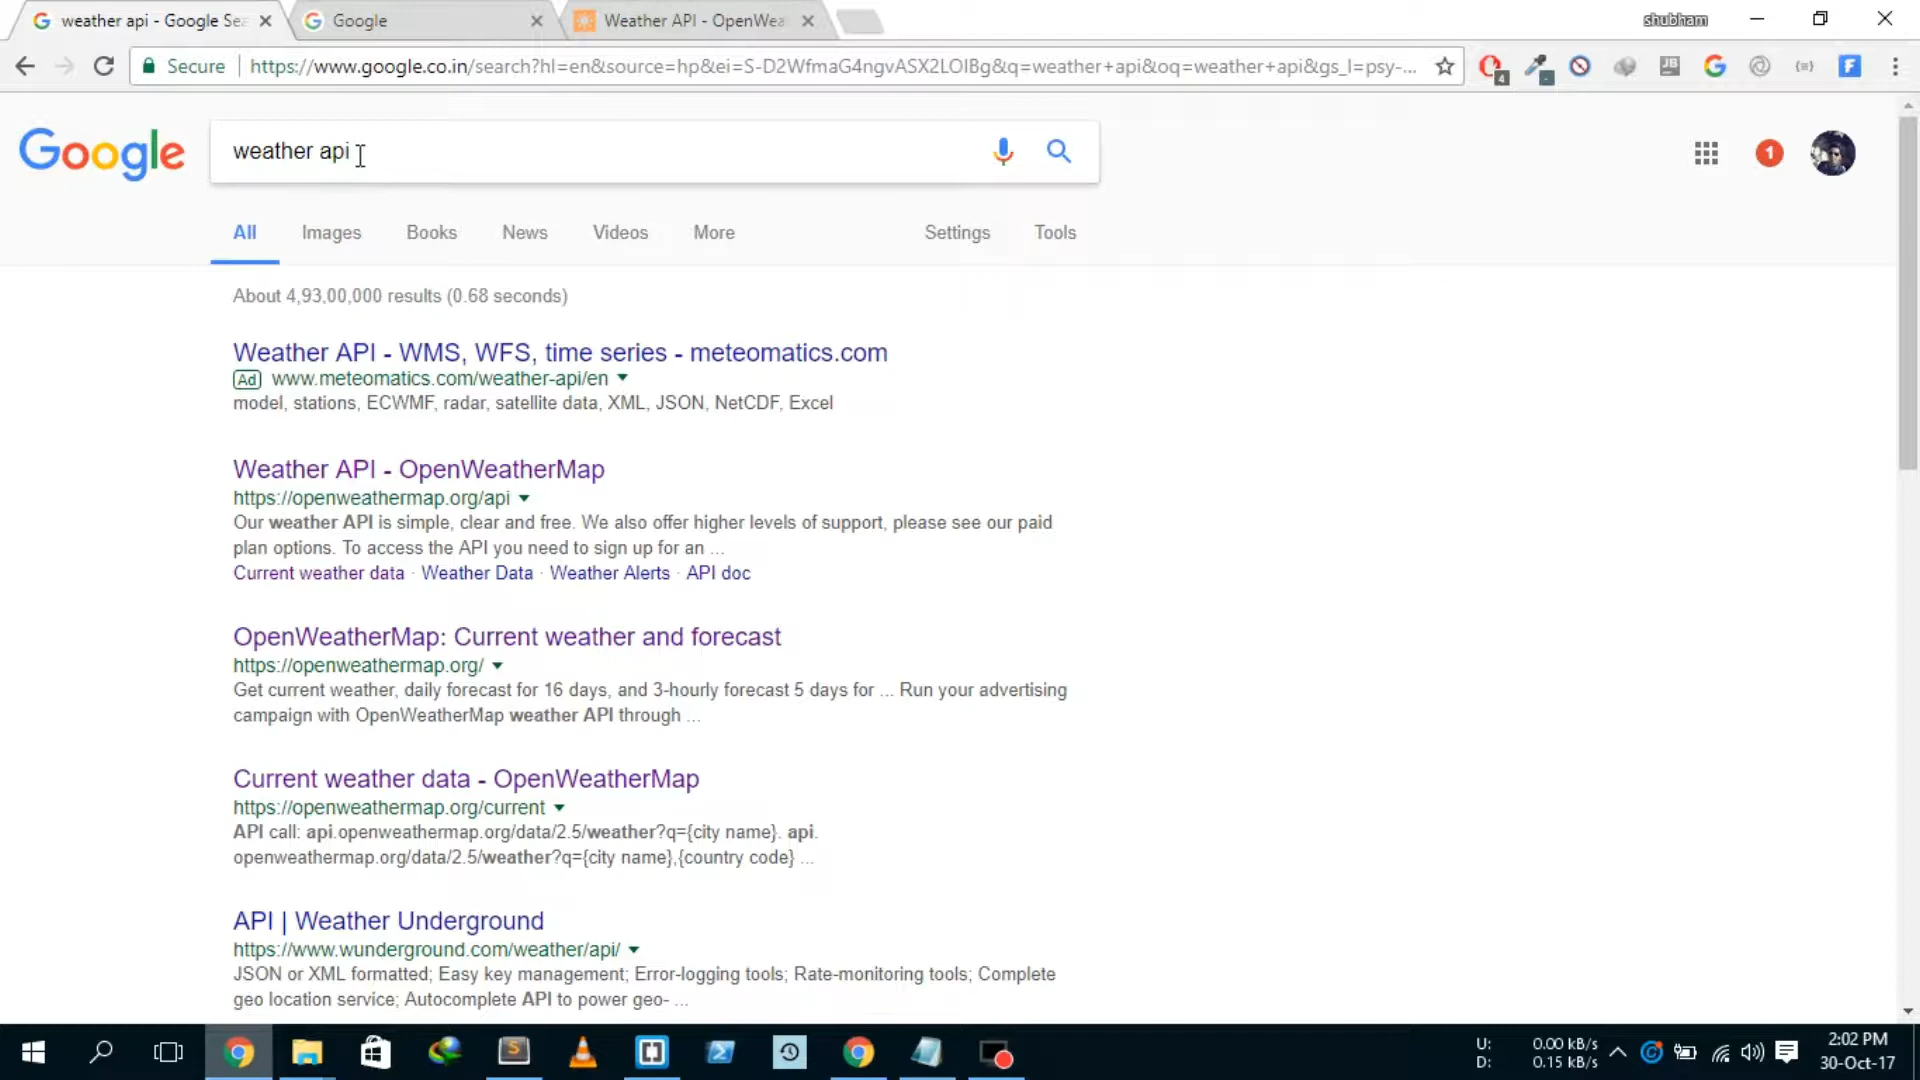 weather api - Google Sea
Google
Weather API - OpenWea
shubham
Secure
https://www.google.co.in/search?hl=en&source=hp&ei=S-D2WfmaG4ngvASX2LOIBg&q=weather+api&oq=weather+api&gs_l=psy-...
4
JB
F
Google
weather api
1
All
Images
Books
News
Videos
More
Settings
Tools
About 4,93,00,000 results (0.68 seconds)
Weather API - WMS, WFS, time series - meteomatics.com
Ad www.meteomatics.com/weather-api/en
model, stations, ECWMF, radar, satellite data, XML, JSON, NetCDF, Excel
Weather API - OpenWeatherMap
https://openweathermap.org/api
Our weather API is simple, clear and free. We also offer higher levels of support, please see our paid
plan options. To access the API you need to sign up for an ...
Current weather data · Weather Data · Weather Alerts · API doc
OpenWeatherMap: Current weather and forecast
https://openweathermap.org/
Get current weather, daily forecast for 16 days, and 3-hourly forecast 5 days for ... Run your advertising
campaign with OpenWeatherMap weather API through ...
Current weather data - OpenWeatherMap
https://openweathermap.org/current
API call: api.openweathermap.org/data/2.5/weather?q={city name}. api.
openweathermap.org/data/2.5/weather?q={city name},{country code} ...
API | Weather Underground
https://www.wunderground.com/weather/api/
JSON or XML formatted; Easy key management; Error-logging tools; Rate-monitoring tools; Complete
geo location service; Autocomplete API to power geo- ...
U: 0.00 kB/s
D: 0.15 kB/s
2:02 PM
30-Oct-17